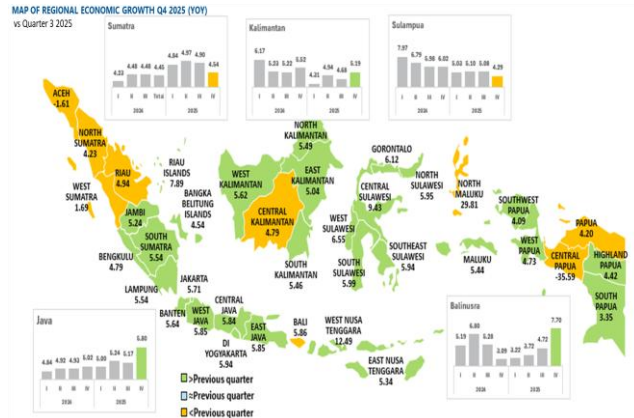 MAP OF REGIONAL ECONOMIC GROWTH Q4 2025 (YOY)
vs Quarter 3 2025
Sumatra
4.33 4.48 4.48 4.45 4.84 4.97 4.90 4.54
I II III I II III IV
2024 2025
Kalimantan
6.17 5.23 5.22 5.52 4.31 4.94 4.68 5.19
I II III IV I II III IV
2024 2025
Sulampua
7.97 6.79 5.98 6.02 5.03 5.10 5.08 4.29
I II III IV I II III IV
2024 2025
ACEH
-1.61
NORTH
SUMATRA
4.23
RIAU
4.94
WEST
SUMATRA
1.69
RIAU
ISLANDS
7.89
JAMBI
5.24
BANGKA
BELITUNG
ISLANDS
4.54
SOUTH
SUMATRA
5.54
BENGKULU
4.79
LAMPUNG
5.54
NORTH
KALIMANTAN
5.49
WEST
KALIMANTAN
5.62
EAST
KALIMANTAN
5.04
CENTRAL
KALIMANTAN
4.79
SOUTH
KALIMANTAN
5.46
GORONTALO
6.12
NORTH
SULAWESI
5.95
CENTRAL
SULAWESI
9.43
WEST
SULAWESI
6.55
SOUTH
SULAWESI
5.99
SOUTHEAST
SULAWESI
5.94
NORTH
MALUKU
29.81
MALUKU
5.44
SOUTHWEST
PAPUA
4.09
WEST
PAPUA
4.73
PAPUA
4.20
CENTRAL
PAPUA
-35.59
HIGHLAND
PAPUA
4.42
SOUTH
PAPUA
3.35
JAKARTA
5.71
BANTEN
5.64
WEST
JAVA
5.85
CENTRAL
JAVA
5.84
DI
YOGYAKARTA
5.94
EAST
JAVA
5.85
BALI
5.86
WEST NUSA
TENGGARA
12.49
EAST NUSA
TENGGARA
5.34
Java
4.84 4.92 4.93 5.02 5.00 5.24 5.17 5.80
I II III IV I II III IV
2024 2025
Balinusra
5.19 6.80 5.28 3.09 3.22 3.72 4.72 7.70
I II III IV I II III IV
2024 2025
>Previous quarter
≈Previous quarter
<Previous quarter